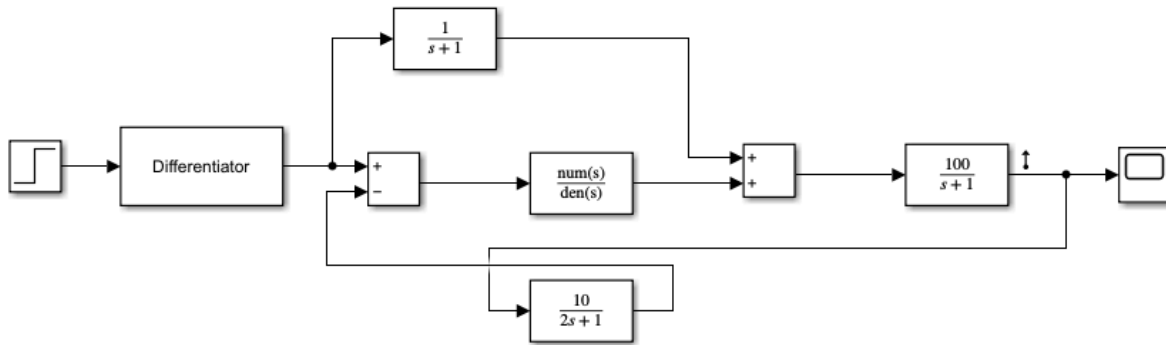 1
s + 1
Differentiator
+
−
num(s)
den(s)
+
+
100
s + 1
10
2s + 1